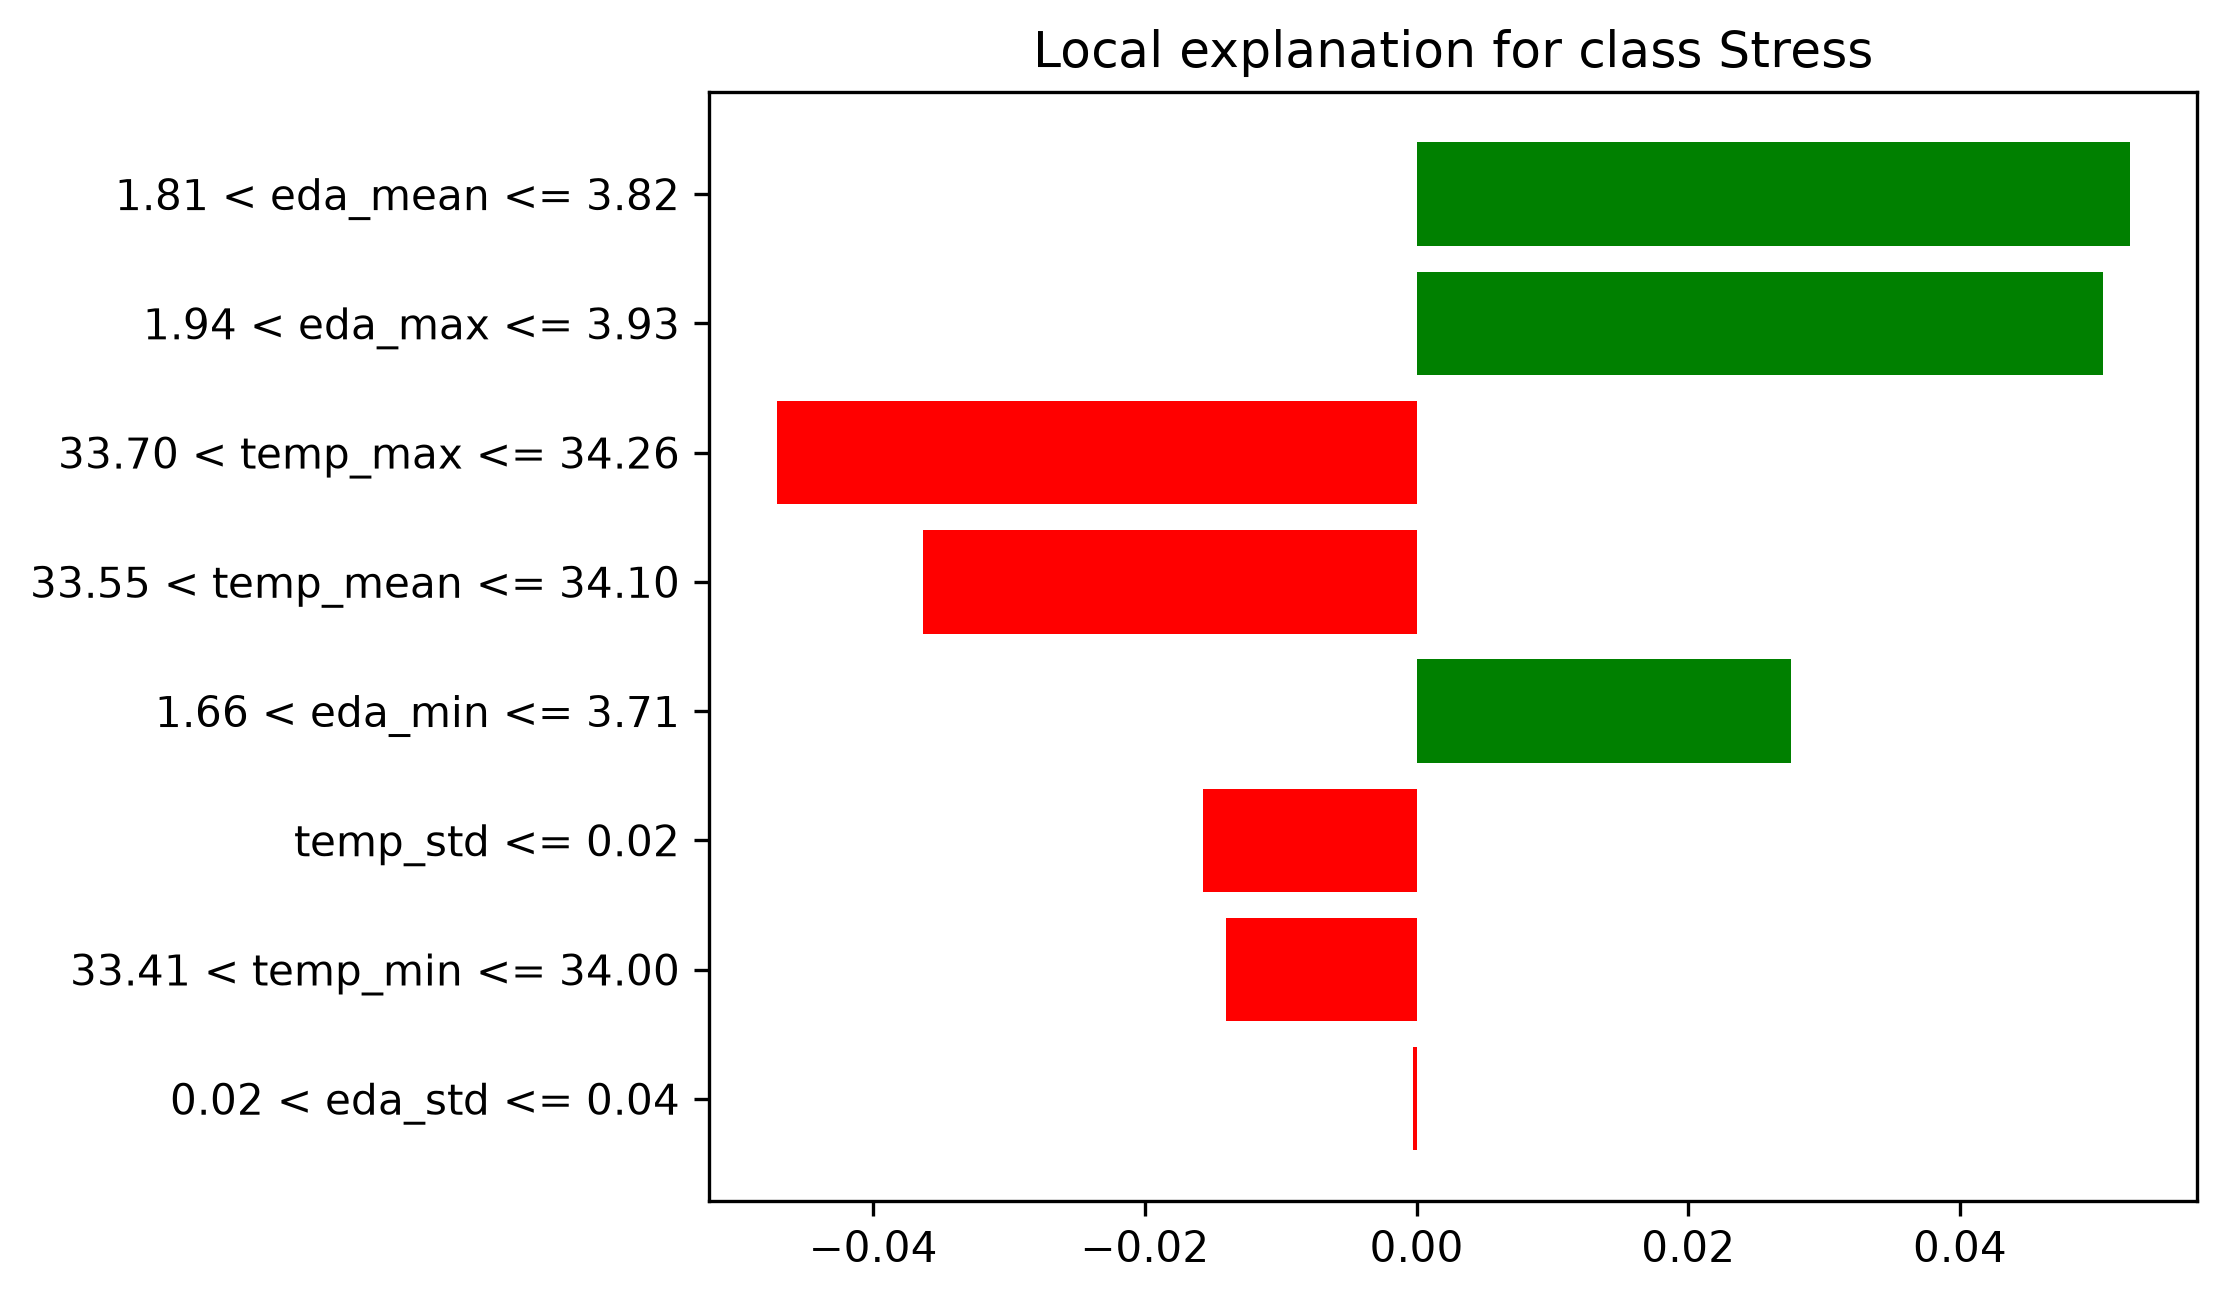 Local explanation for class Stress
1.81 < eda_mean <= 3.82
1.94 < eda_max <= 3.93
33.70 < temp_max <= 34.26
33.55 < temp_mean <= 34.10
1.66 < eda_min <= 3.71
temp_std <= 0.02
33.41 < temp_min <= 34.00
0.02 < eda_std <= 0.04
−0.04 −0.02 0.00 0.02 0.04